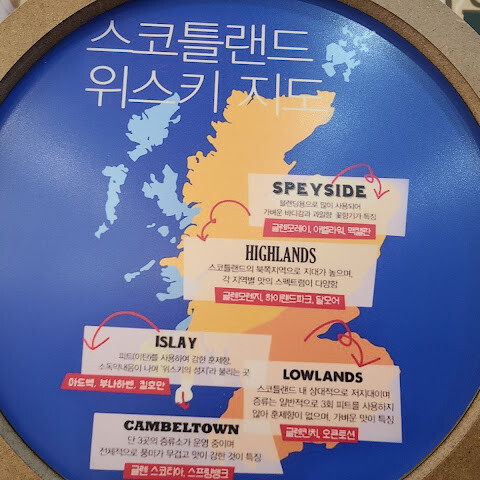 스코틀랜드
위스키 지도
SPEYSIDE
블렌딩용으로 많이 사용되어
가벼운 바디감과 과일향 꽃향기가 특징
글렌모레이, 아벨라워, 맥켈란
HIGHLANDS
스코틀랜드의 북쪽지역으로 지대가 높으며,
각 지역별 맛의 스펙트럼이 다양함
글렌모렌지, 하이랜드파크, 달모어
ISLAY
피트(이탄)를 사용하여 강한 훈제향,
소독약내음이 나며 '위스키의 성지'라 불리는 곳
아드벡, 부나하벤, 킬호만
LOWLANDS
스코틀랜드 내 상대적으로 저지대이며
증류는 일반적으로 3회 피트를 사용하지
않아 훈제향이 없으며, 가벼운 맛이 특징
글렌킨치, 오큰토션
CAMBELTOWN
단 3곳의 증류소가 운영 중이며
전체적으로 풍미가 무겁고 맛이 강한 것이 특징
글렌 스코티아, 스프링뱅크